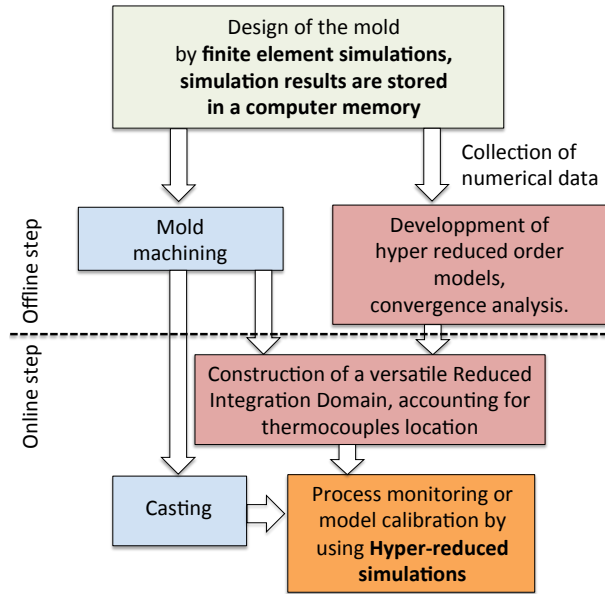 Design of the mold
by finite element simulations,
simulation results are stored
in a computer memory
Collection of
numerical data
Mold
machining
Developpment of
hyper reduced order
models,
convergence analysis.
Offline step
Online step
Construction of a versatile Reduced
Integration Domain, accounting for
thermocouples location
Casting
Process monitoring or
model calibration by
using Hyper-reduced
simulations